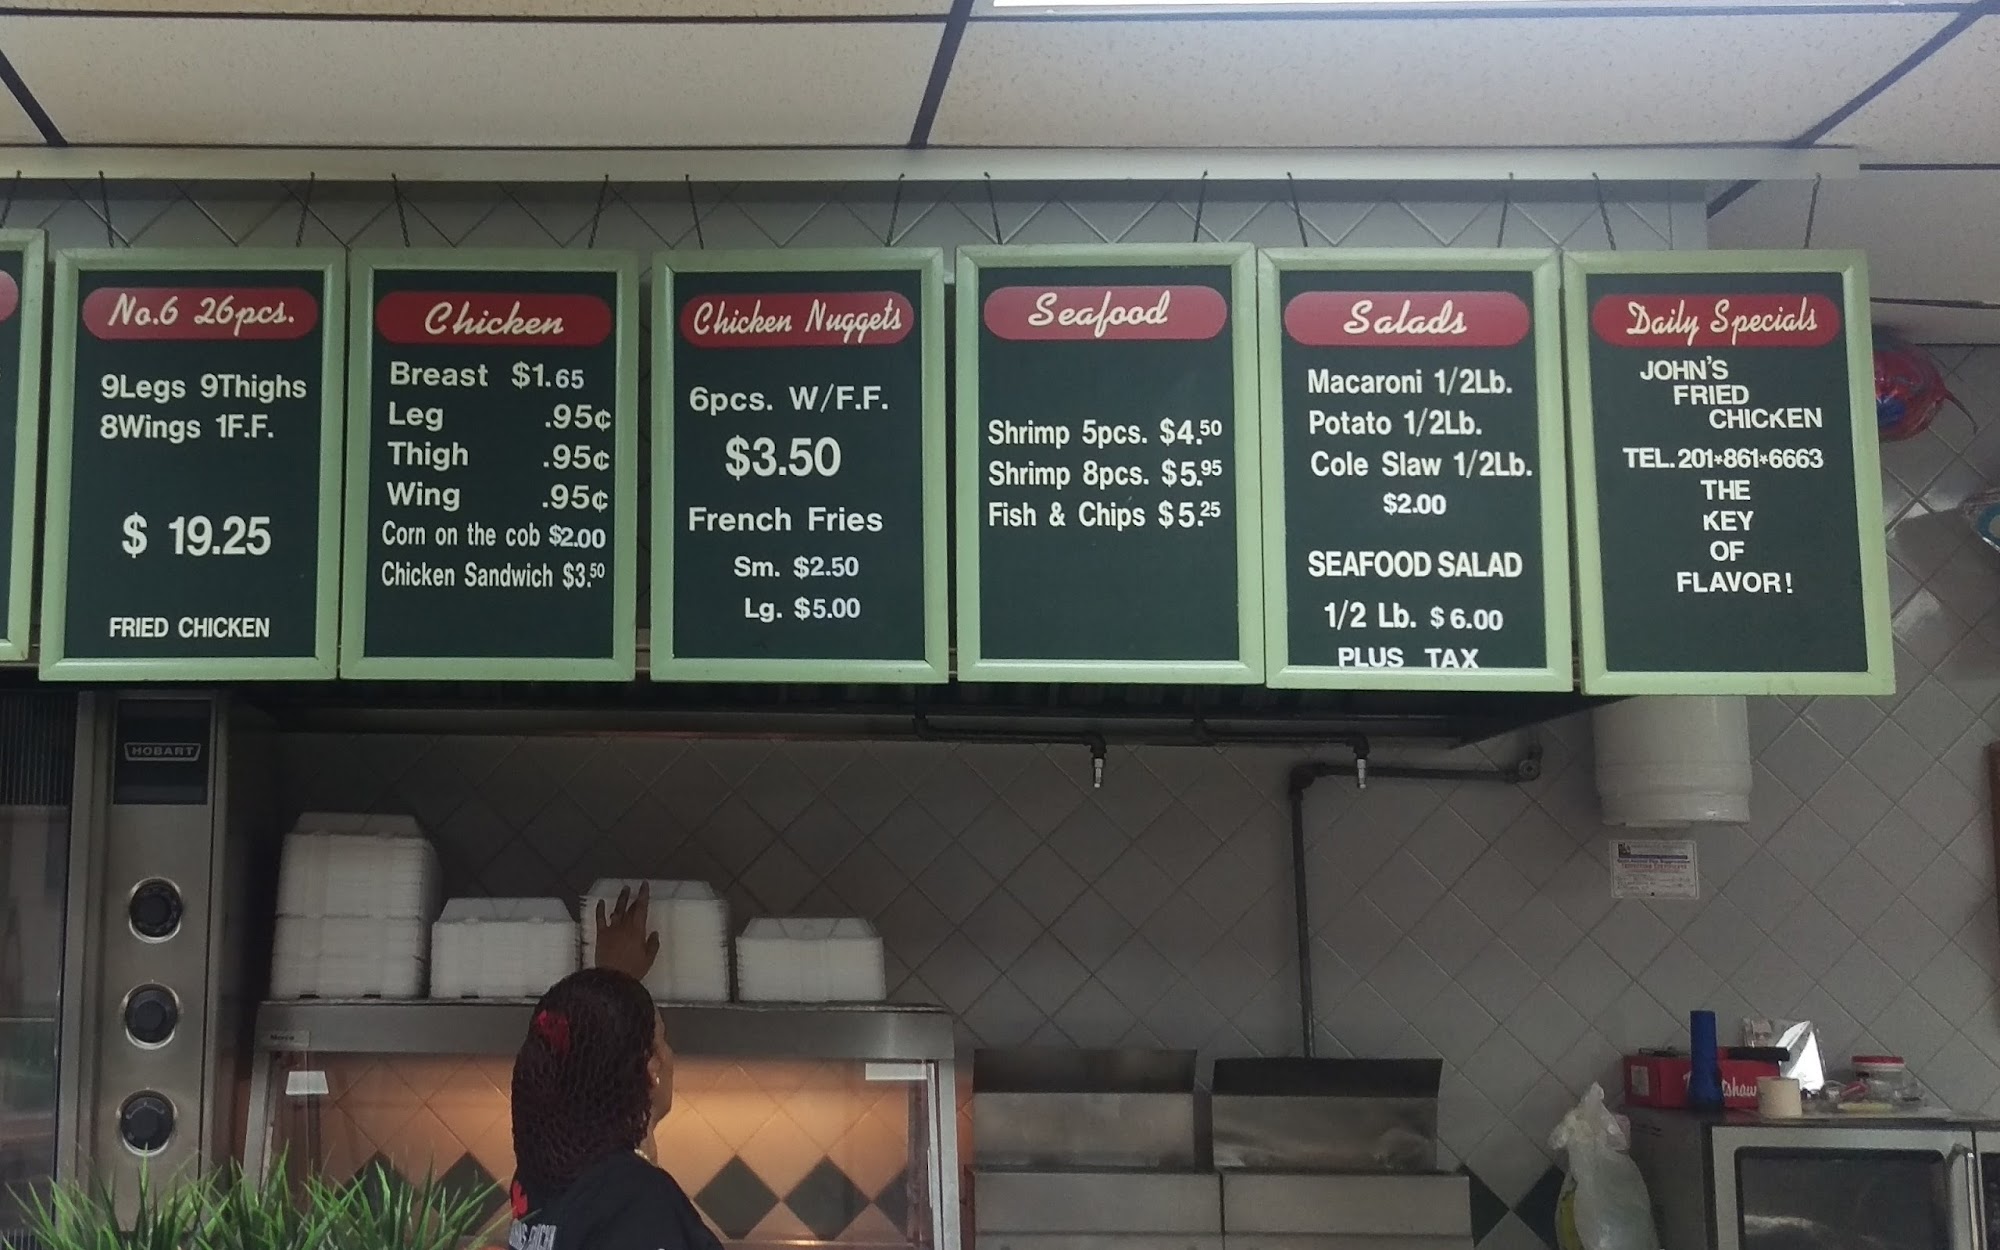 No.6 26pcs.
9Legs 9Thighs
8Wings 1F.F.
$ 19.25
FRIED CHICKEN
Chicken
Breast $1.65
Leg .95¢
Thigh .95¢
Wing .95¢
Corn on the cob $2.00
Chicken Sandwich $3.50
Chicken Nuggets
6pcs. W/F.F.
$3.50
French Fries
Sm. $2.50
Lg. $5.00
Seafood
Shrimp 5pcs. $4.50
Shrimp 8pcs. $5.95
Fish & Chips $5.25
Salads
Macaroni 1/2Lb.
Potato 1/2Lb.
Cole Slaw 1/2Lb.
$2.00
SEAFOOD SALAD
1/2 Lb. $6.00
PLUS TAX
Daily Specials
JOHN'S
FRIED
CHICKEN
TEL.201*861*6663
THE
KEY
OF
FLAVOR!
HOBART